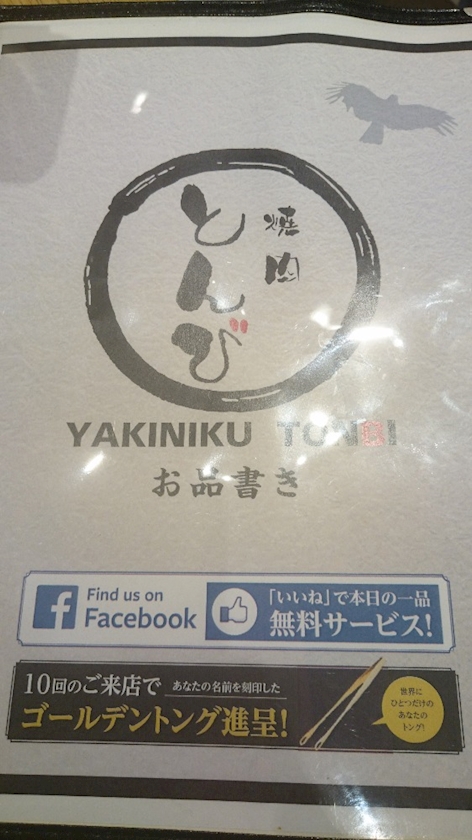 焼肉
とんび
YAKINIKU TONBI
お品書き
Find us on
Facebook
「いいね」で本日の一品
無料サービス!
10回のご来店で あなたの名前を刻印した
ゴールデントング進呈!
世界に
ひとつだけの
あなたの
トング!